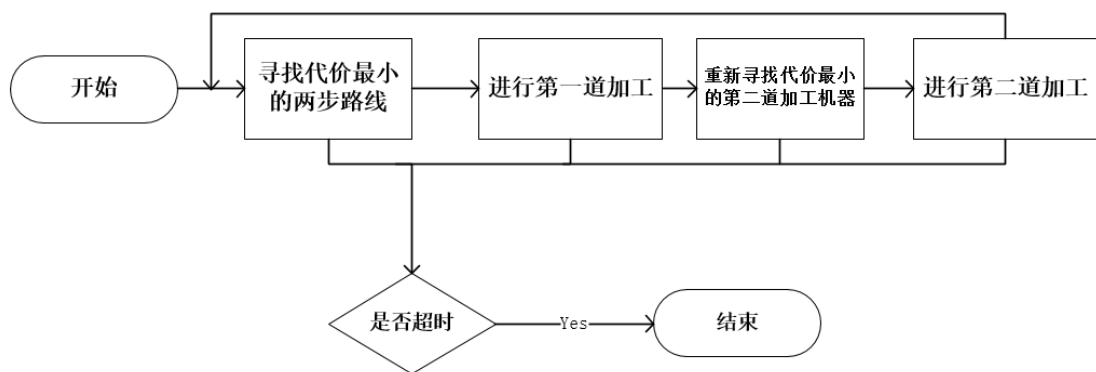 开始
寻找代价最小
的两步路线
进行第一道加工
重新寻找代价最小
的第二道加工机器
进行第二道加工
是否超时
Yes
结束